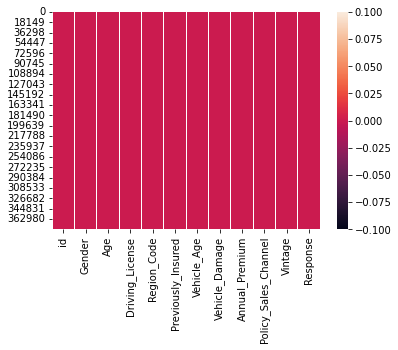 0
18149
36298
54447
72596
90745
108894
127043
145192
163341
181490
199639
217788
235937
254086
272235
290384
308533
326682
344831
362980
id
Gender
Age
Driving_License
Region_Code
Previously_Insured
Vehicle_Age
Vehicle_Damage
Annual_Premium
Policy_Sales_Channel
Vintage
Response
0.100
0.075
0.050
0.025
0.000
−0.025
−0.050
−0.075
−0.100